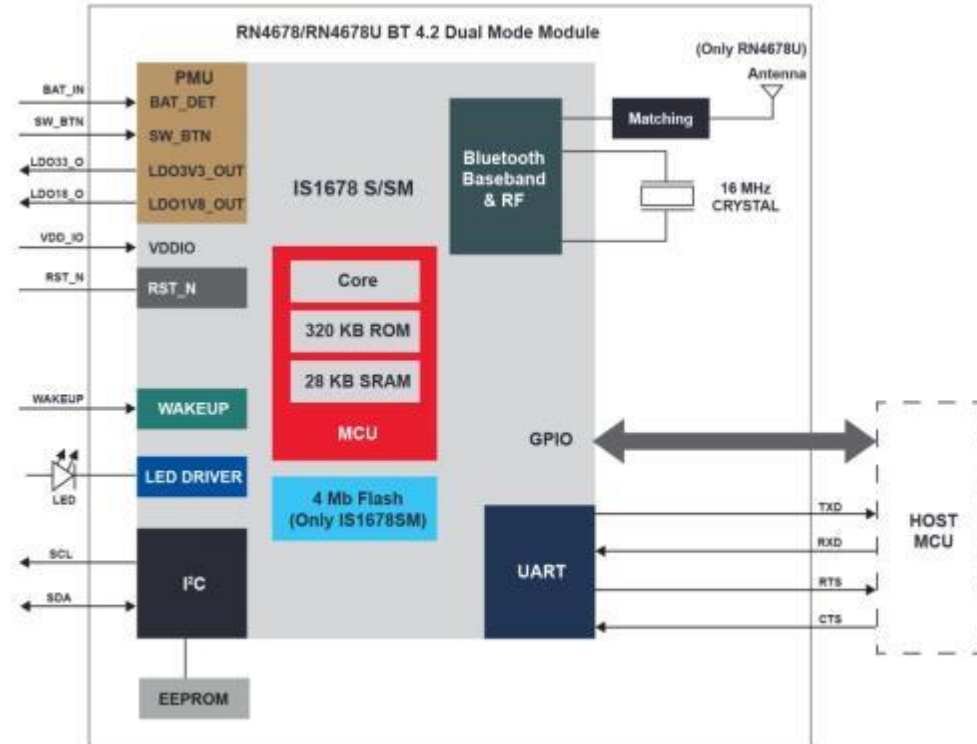 RN4678/RN4678U BT 4.2 Dual Mode Module
(Only RN4678U)
Antenna
Matching
PMU
BAT_IN
BAT_DET
SW_BTN
SW_BTN
LDO33_O
LDO3V3_OUT
LDO18_O
LDO1V8_OUT
VDD_IO
VDDIO
RST_N
RST_N
IS1678 S/SM
Bluetooth
Baseband
& RF
16 MHz
CRYSTAL
Core
320 KB ROM
28 KB SRAM
MCU
WAKEUP
WAKEUP
LED DRIVER
LED
4 Mb Flash
(Only IS1678SM)
GPIO
SCL
SDA
I²C
EEPROM
UART
TXD
RXD
RTS
CTS
HOST
MCU